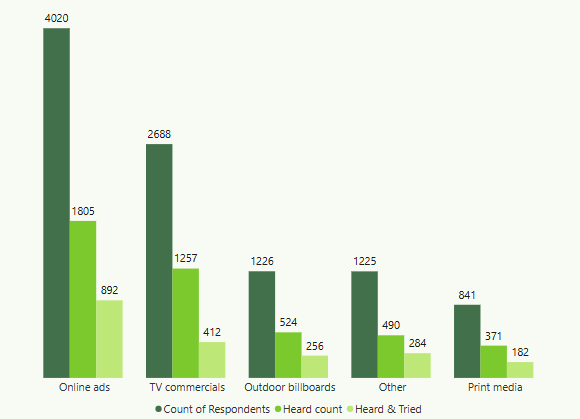 4020
1805
892
2688
1257
412
1226
524
256
1225
490
284
841
371
182
Online ads
TV commercials
Outdoor billboards
Other
Print media
Count of Respondents Heard count Heard & Tried